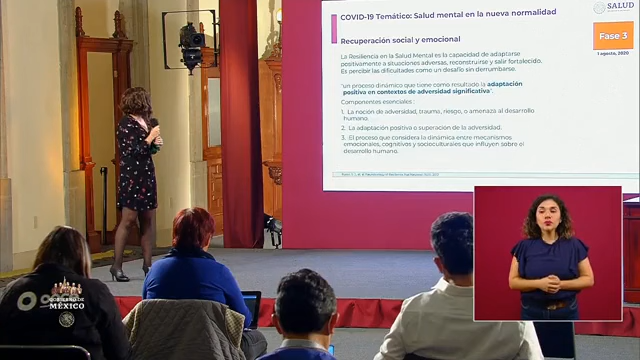 COVID-19 Temático: Salud mental en la nueva normalidad
SALUD
Fase 3
1 agosto, 2020
Recuperación social y emocional
La Resiliencia en la Salud Mental es la capacidad de adaptarse
positivamente a situaciones adversas, reconstruirse y salir fortalecido.
Es percibir las dificultades como un desafío sin derrumbarse.
"un proceso dinámico que tiene como resultado la adaptación
positiva en contextos de adversidad significativa".
Componentes esenciales:
1. La noción de adversidad, trauma, riesgo, o amenaza al desarrollo
humano.
2. La adaptación positiva o superación de la adversidad.
3. El proceso que considera la dinámica entre mecanismos
emocionales, cognitivos y socioculturales que influyen sobre el
desarrollo humano.
GOBIERNO DE
MÉXICO